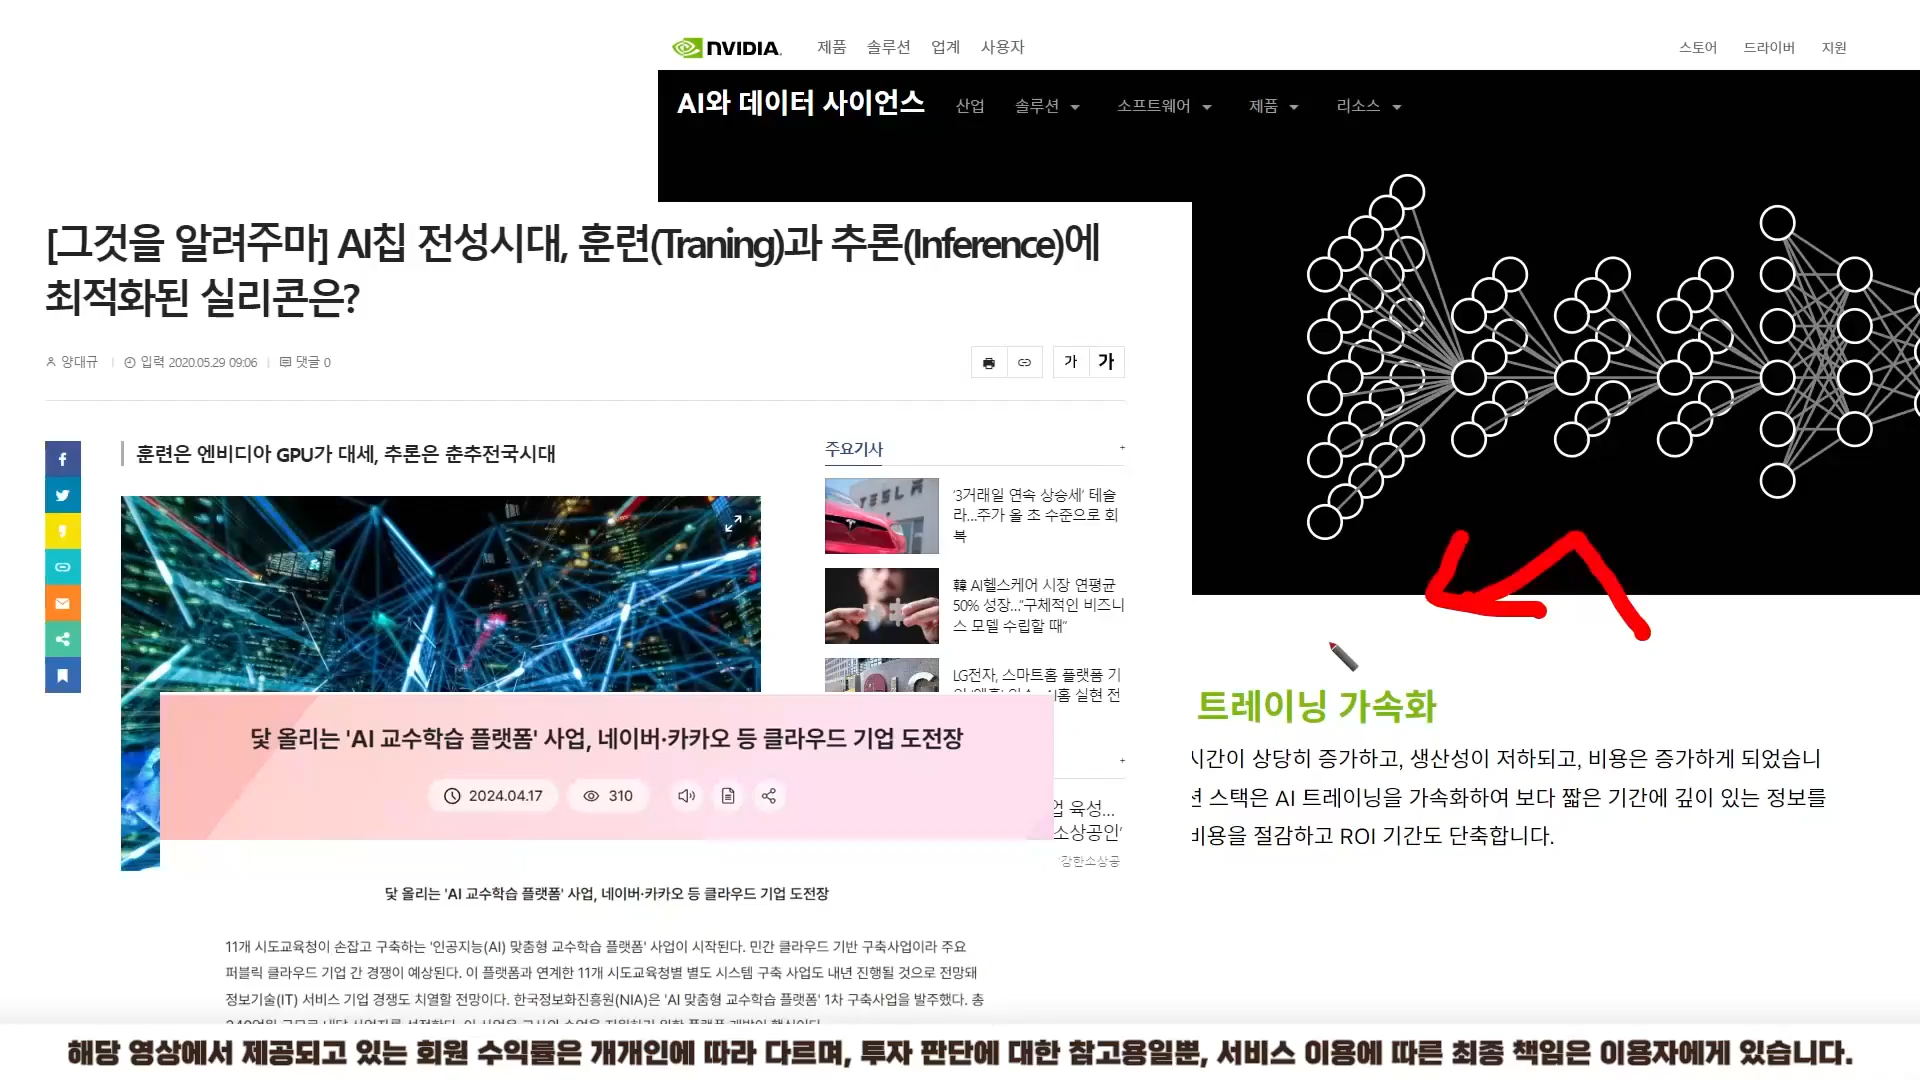 NVIDIA.
제품 솔루션 업계 사용자
스토어 드라이버 지원
AI와 데이터 사이언스 산업 솔루션 소프트웨어 제품 리소스
[그것을 알려주마] AI칩 전성시대, 훈련(Traning)과 추론(Inference)에
최적화된 실리콘은?
양대규 입력 2020.05.29 09:06 댓글 0
가 가
훈련은 엔비디아 GPU가 대세, 추론은 춘추전국시대
주요기사
TESLA
'3거래일 연속 상승세' 테슬
라...주가 올 초 수준으로 회
복
韓 AI헬스케어 시장 연평균
50% 성장..."구체적인 비즈니
스 모델 수립할 때"
LG전자, 스마트홈 플랫폼 기
AI홈 실현 전
트레이닝 가속화
시간이 상당히 증가하고, 생산성이 저하되고, 비용은 증가하게 되었습니
스택은 AI 트레이닝을 가속화하여 보다 짧은 기간에 깊이 있는 정보를
비용을 절감하고 ROI 기간도 단축합니다.
닻 올리는 'AI 교수학습 플랫폼' 사업, 네이버·카카오 등 클라우드 기업 도전장
2024.04.17 310
업 육성...
소상공인'
'강한소상공
닻 올리는 'AI 교수학습 플랫폼' 사업, 네이버·카카오 등 클라우드 기업 도전장
11개 시도교육청이 손잡고 구축하는 '인공지능(AI) 맞춤형 교수학습 플랫폼' 사업이 시작된다. 민간 클라우드 기반 구축사업이라 주요
퍼블릭 클라우드 기업 간 경쟁이 예상된다. 이 플랫폼과 연계한 11개 시도교육청별 별도 시스템 구축 사업도 내년 진행될 것으로 전망돼
정보기술(IT) 서비스 기업 경쟁도 치열할 전망이다. 한국정보화진흥원(NIA)은 'AI 맞춤형 교수학습 플랫폼' 1차 구축사업을 발주했다. 총
해당 영상에서 제공되고 있는 회원 수익률은 개개인에 따라 다르며, 투자 판단에 대한 참고용일뿐, 서비스 이용에 따른 최종 책임은 이용자에게 있습니다.